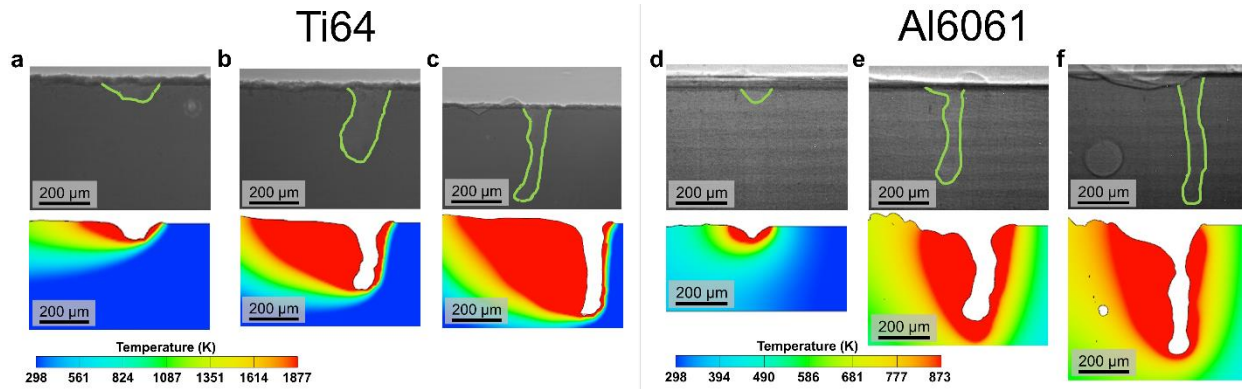 Ti64
Al6061
a
b
c
d
e
f
200 µm
200 µm
200 µm
200 µm
200 µm
200 µm
200 µm
200 µm
200 µm
200 µm
200 µm
200 µm
Temperature (K)
298 561 824 1087 1351 1614 1877
Temperature (K)
298 394 490 586 681 777 873